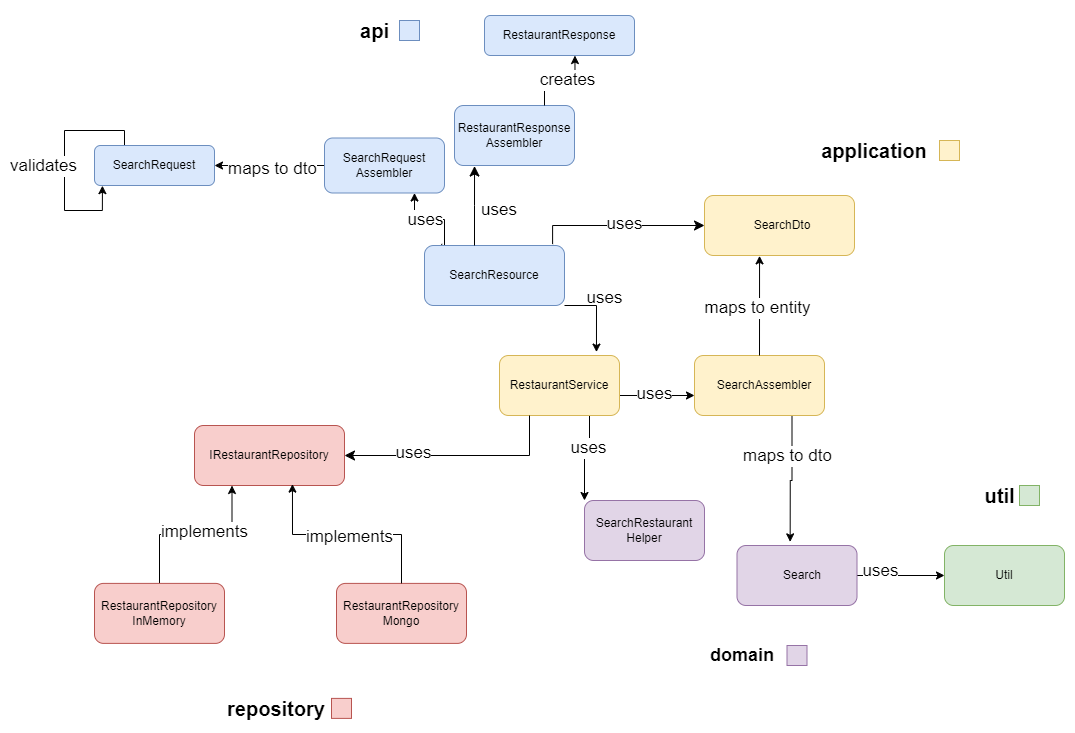 api
RestaurantResponse
creates
RestaurantResponse
Assembler
validates
SearchRequest
maps to dto
SearchRequest
Assembler
application
uses
uses
uses
SearchDto
SearchResource
uses
maps to entity
RestaurantService
uses
SearchAssembler
IRestaurantRepository
uses
uses
maps to dto
util
implements
implements
SearchRestaurant
Helper
Search
uses
Util
RestaurantRepository
InMemory
RestaurantRepository
Mongo
domain
repository